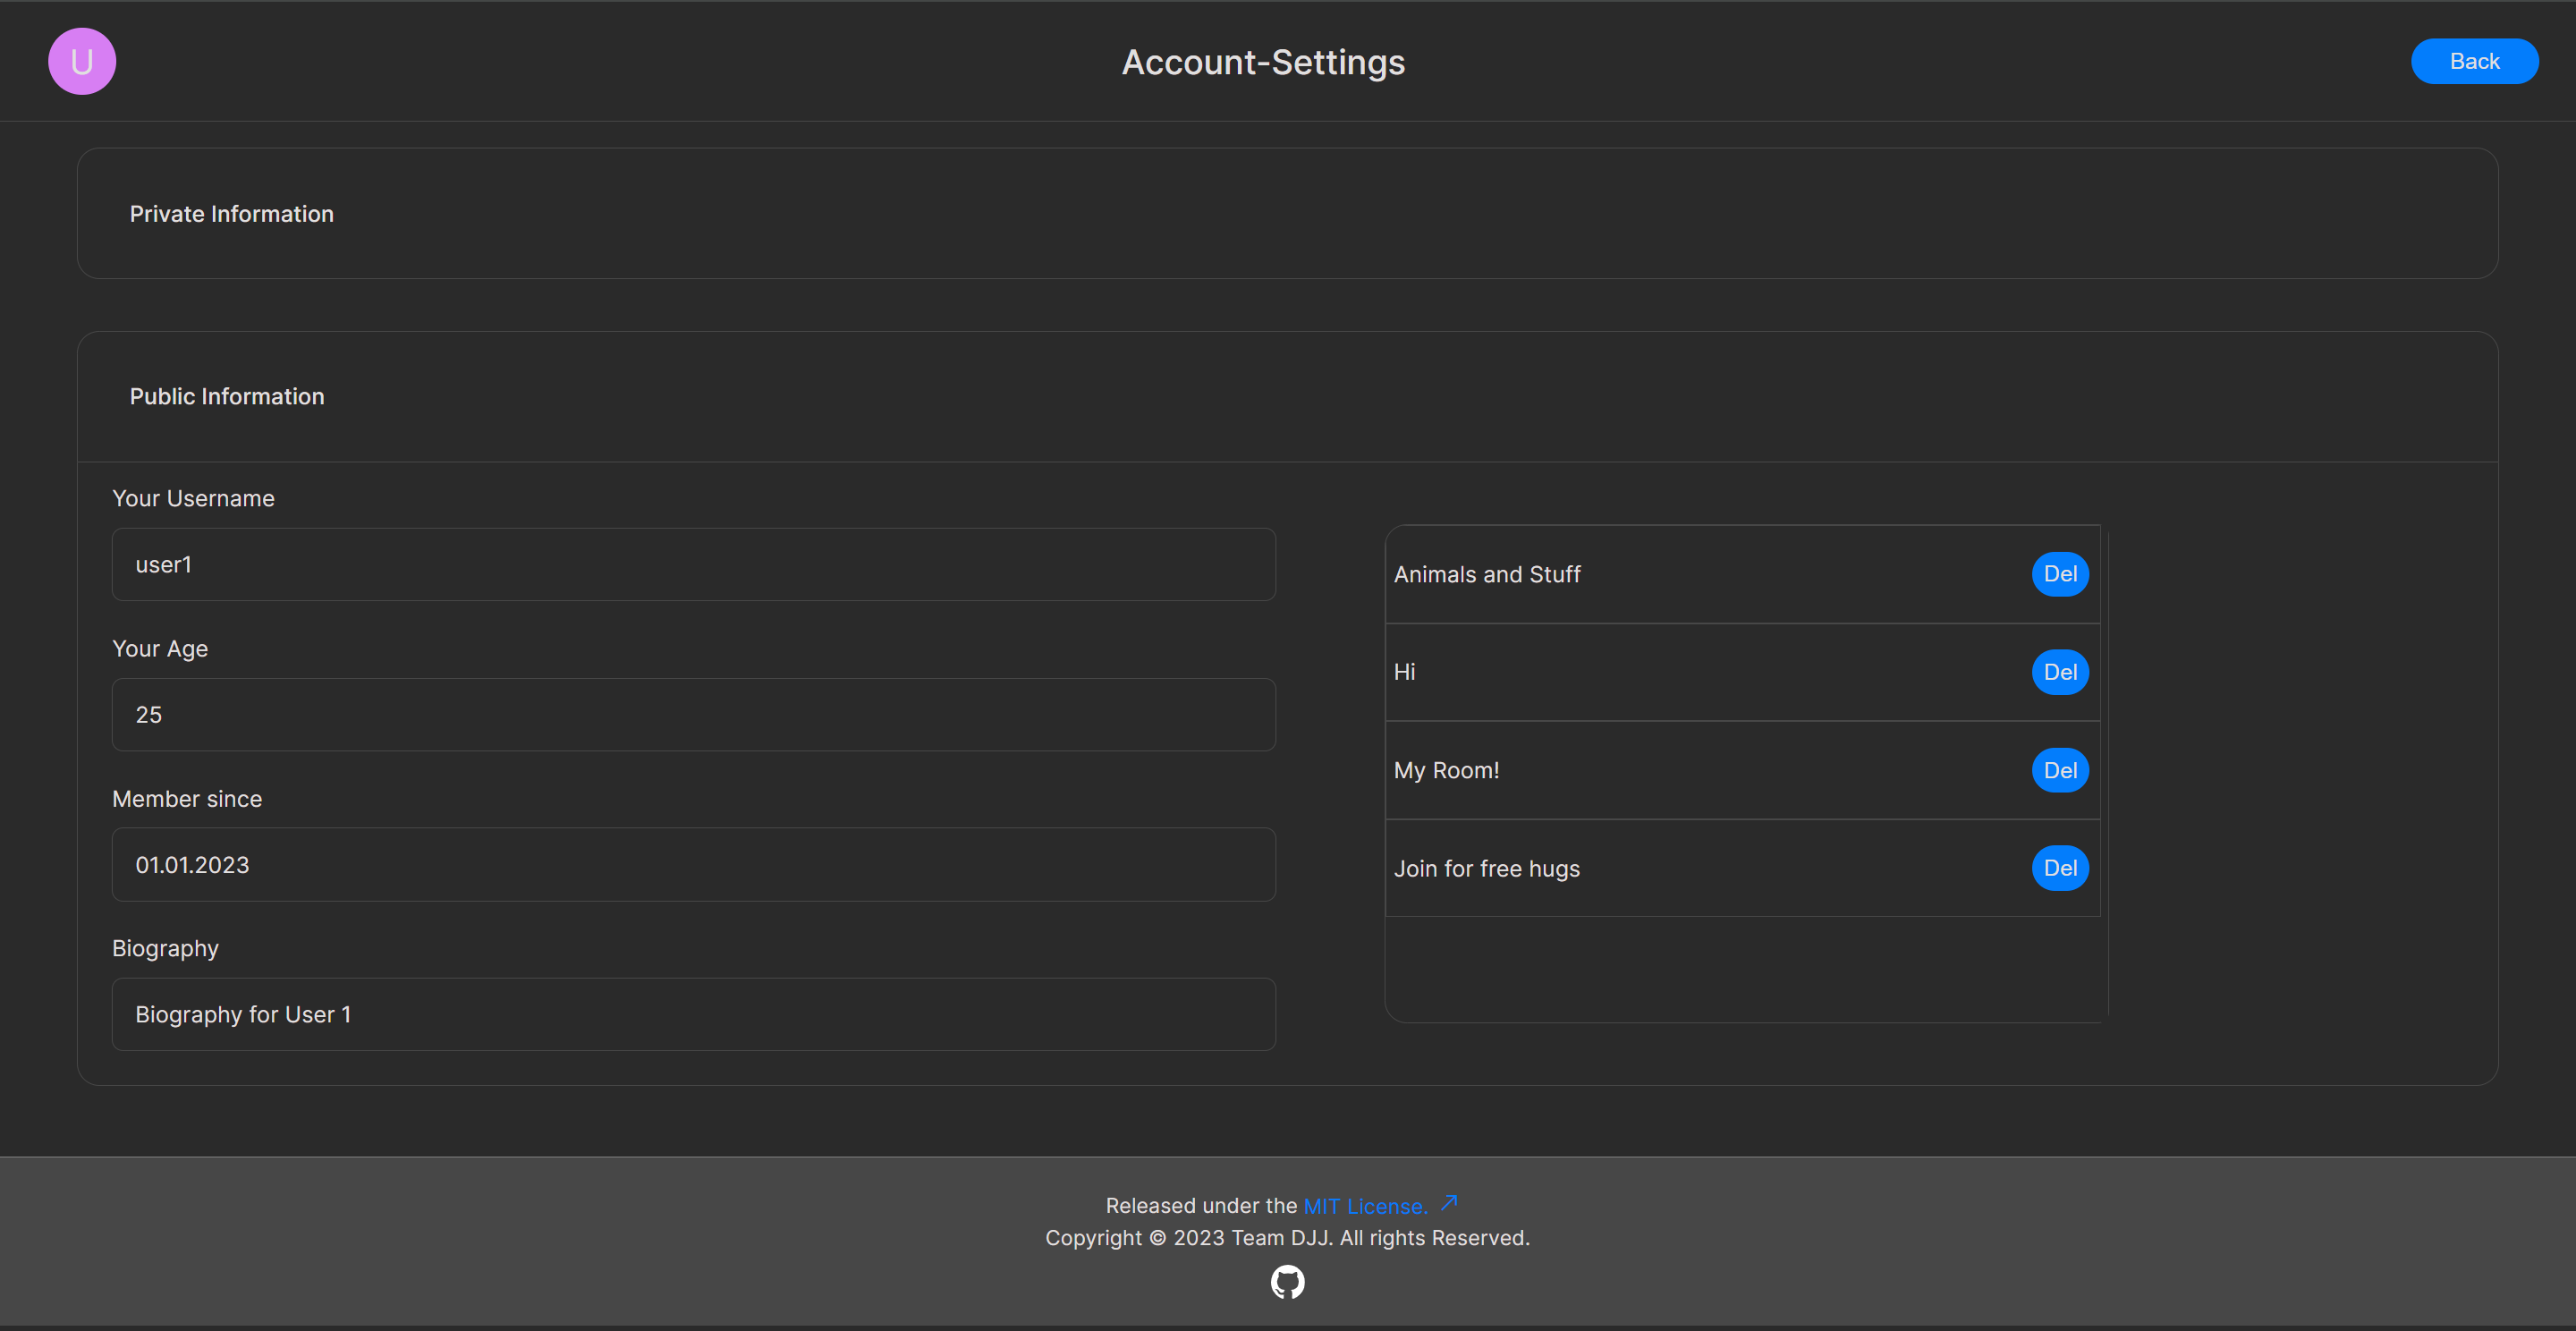 U
Account-Settings
Back
Private Information
Public Information
Your Username
user1
Your Age
25
Member since
01.01.2023
Biography
Biography for User 1
Animals and Stuff
Del
Hi
Del
My Room!
Del
Join for free hugs
Del
Released under the MIT License.
Copyright © 2023 Team DJJ. All rights Reserved.